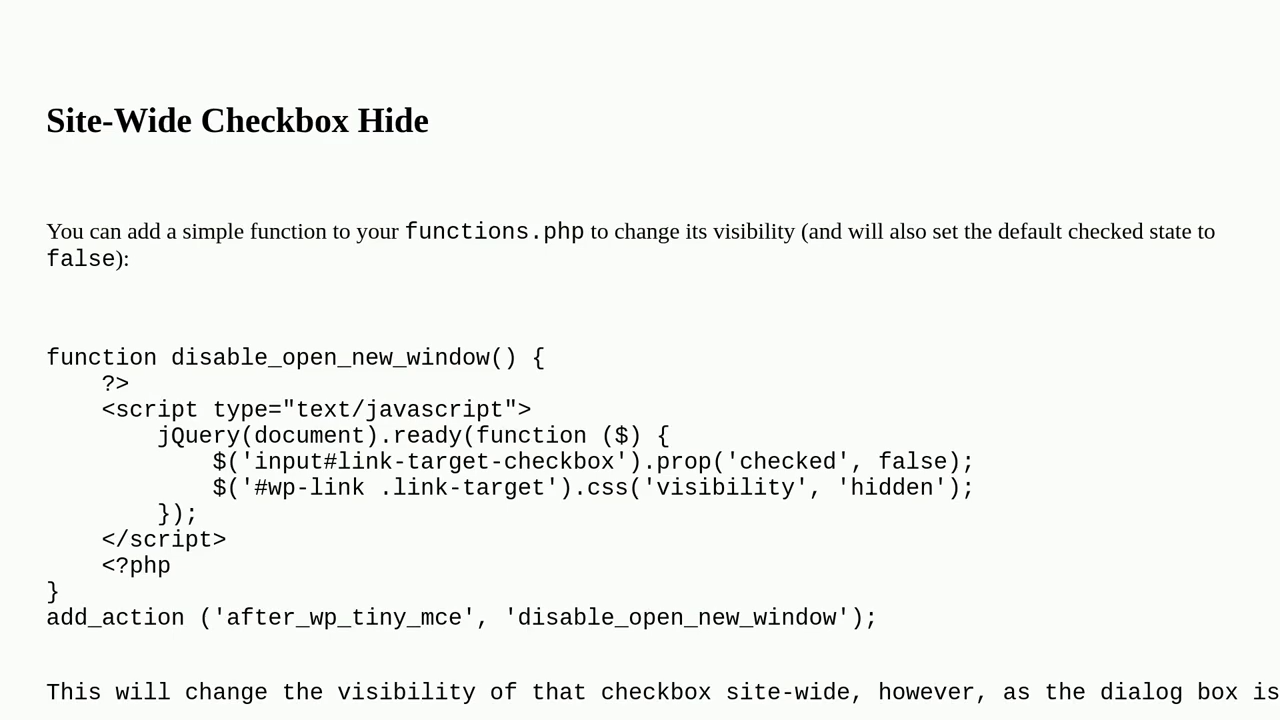 Site-Wide Checkbox Hide
You can add a simple function to your functions.php to change its visibility (and will also set the default checked state to
false):
function disable_open_new_window() {
    ?>
    <script type="text/javascript">
        jQuery(document).ready(function ($) {
            $('input#link-target-checkbox').prop('checked', false);
            $('#wp-link .link-target').css('visibility', 'hidden');
        });
    </script>
    <?php
}
add_action ('after_wp_tiny_mce', 'disable_open_new_window');
This will change the visibility of that checkbox site-wide, however, as the dialog box is